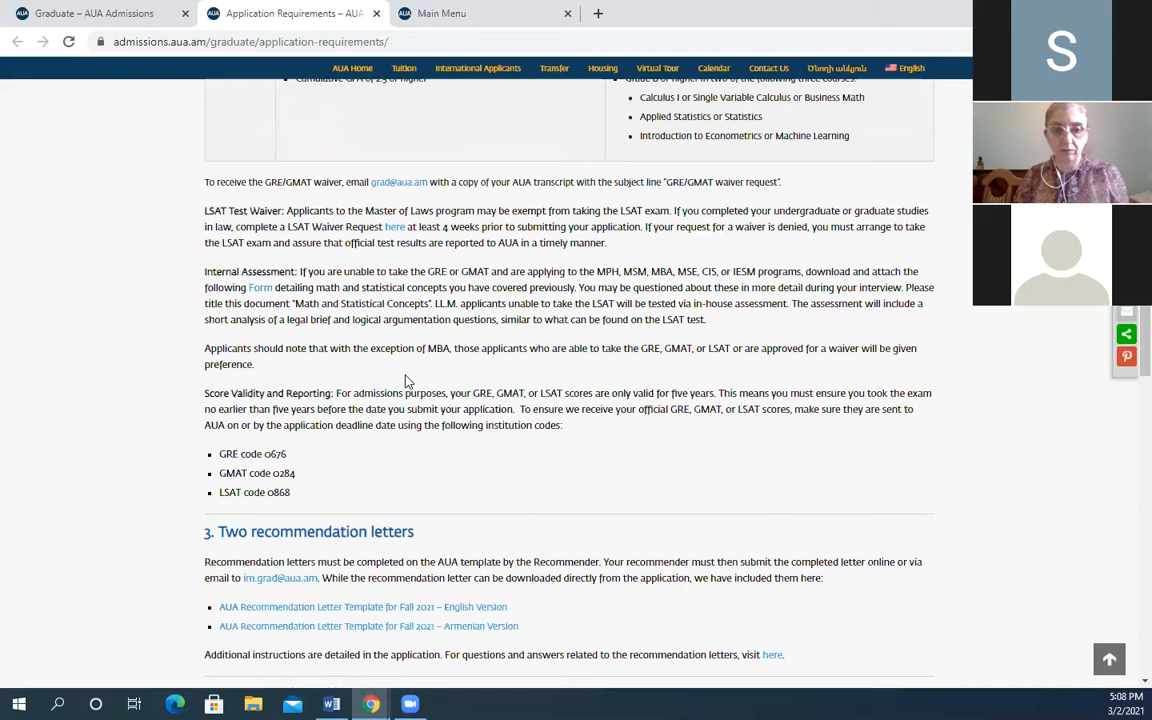 Graduate – AUA Admissions
Application Requirements – AUA
Main Menu
admissions.aua.am/graduate/application-requirements/
AUA Home Tuition International Applicants Transfer Housing Virtual Tour Calendar Contact Us Ծնողի անկյուն English
Cumulative GPA of 2.5 or higher
Grade B or higher in two of the following three courses:
Calculus I or Single Variable Calculus or Business Math
Applied Statistics or Statistics
Introduction to Econometrics or Machine Learning
To receive the GRE/GMAT waiver, email grad@aua.am with a copy of your AUA transcript with the subject line "GRE/GMAT waiver request".
LSAT Test Waiver: Applicants to the Master of Laws program may be exempt from taking the LSAT exam. If you completed your undergraduate or graduate studies
in law, complete a LSAT Waiver Request here at least 4 weeks prior to submitting your application. If your request for a waiver is denied, you must arrange to take
the LSAT exam and assure that official test results are reported to AUA in a timely manner.
Internal Assessment: If you are unable to take the GRE or GMAT and are applying to the MPH, MSM, MBA, MSE, CIS, or IESM programs, download and attach the
following Form detailing math and statistical concepts you have covered previously. You may be questioned about these in more detail during your interview. Please
title this document "Math and Statistical Concepts". LL.M. applicants unable to take the LSAT will be tested via in-house assessment. The assessment will include a
short analysis of a legal brief and logical argumentation questions, similar to what can be found on the LSAT test.
Applicants should note that with the exception of MBA, those applicants who are able to take the GRE, GMAT, or LSAT or are approved for a waiver will be given
preference.
Score Validity and Reporting: For admissions purposes, your GRE, GMAT, or LSAT scores are only valid for five years. This means you must ensure you took the exam
no earlier than five years before the date you submit your application. To ensure we receive your official GRE, GMAT, or LSAT scores, make sure they are sent to
AUA on or by the application deadline date using the following institution codes:
GRE code 0676
GMAT code 0284
LSAT code 0868
3. Two recommendation letters
Recommendation letters must be completed on the AUA template by the Recommender. Your recommender must then submit the completed letter online or via
email to im.grad@aua.am. While the recommendation letter can be downloaded directly from the application, we have included them here:
AUA Recommendation Letter Template for Fall 2021 – English Version
AUA Recommendation Letter Template for Fall 2021 – Armenian Version
Additional instructions are detailed in the application. For questions and answers related to the recommendation letters, visit here.
S
5:08 PM
3/2/2021